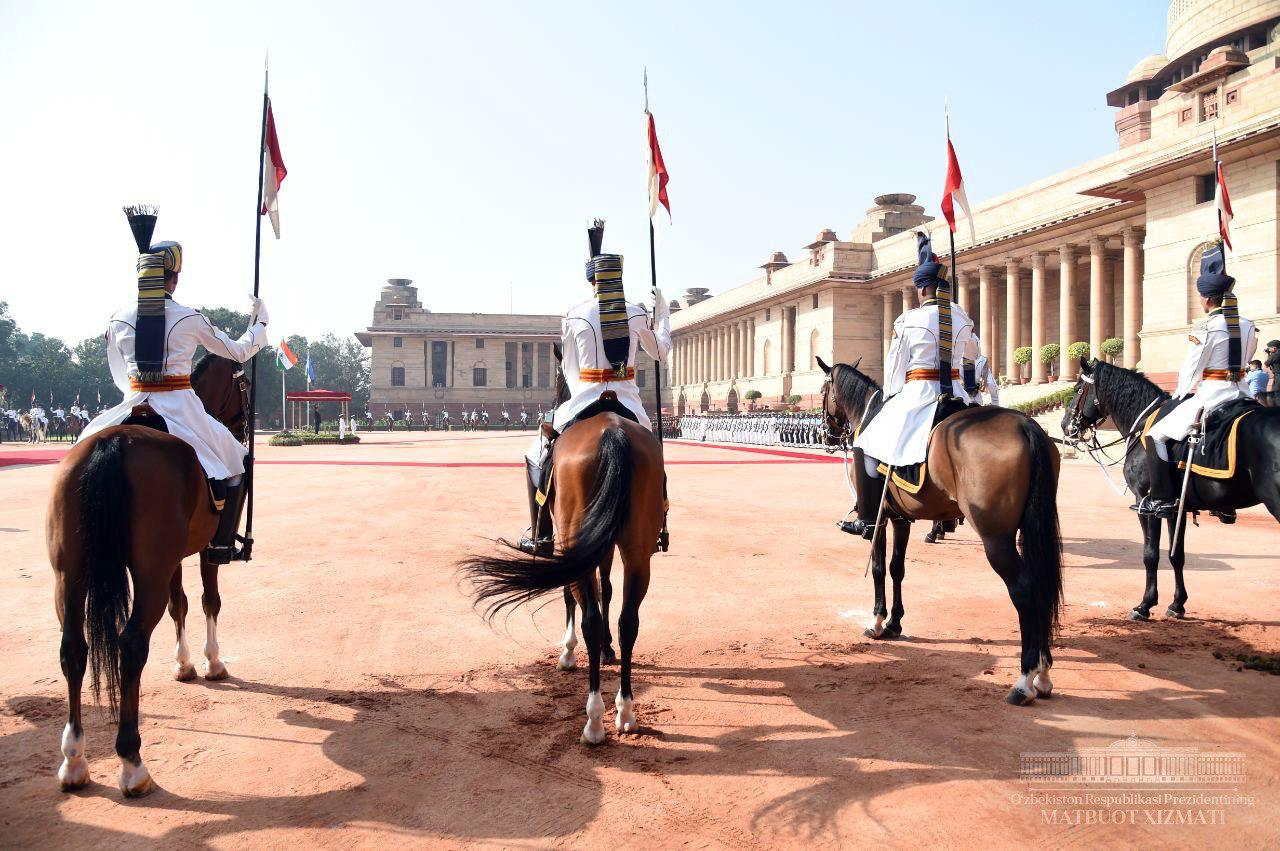 O'zbekiston Respublikasi Prezidentining
MATBUOT XIZMATI